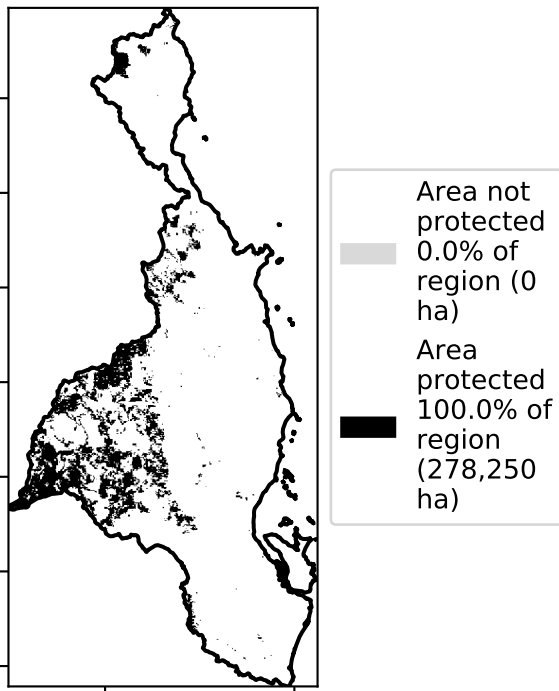 Area not
protected
0.0% of
region (0
ha)
Area
protected
100.0% of
region
(278,250
ha)